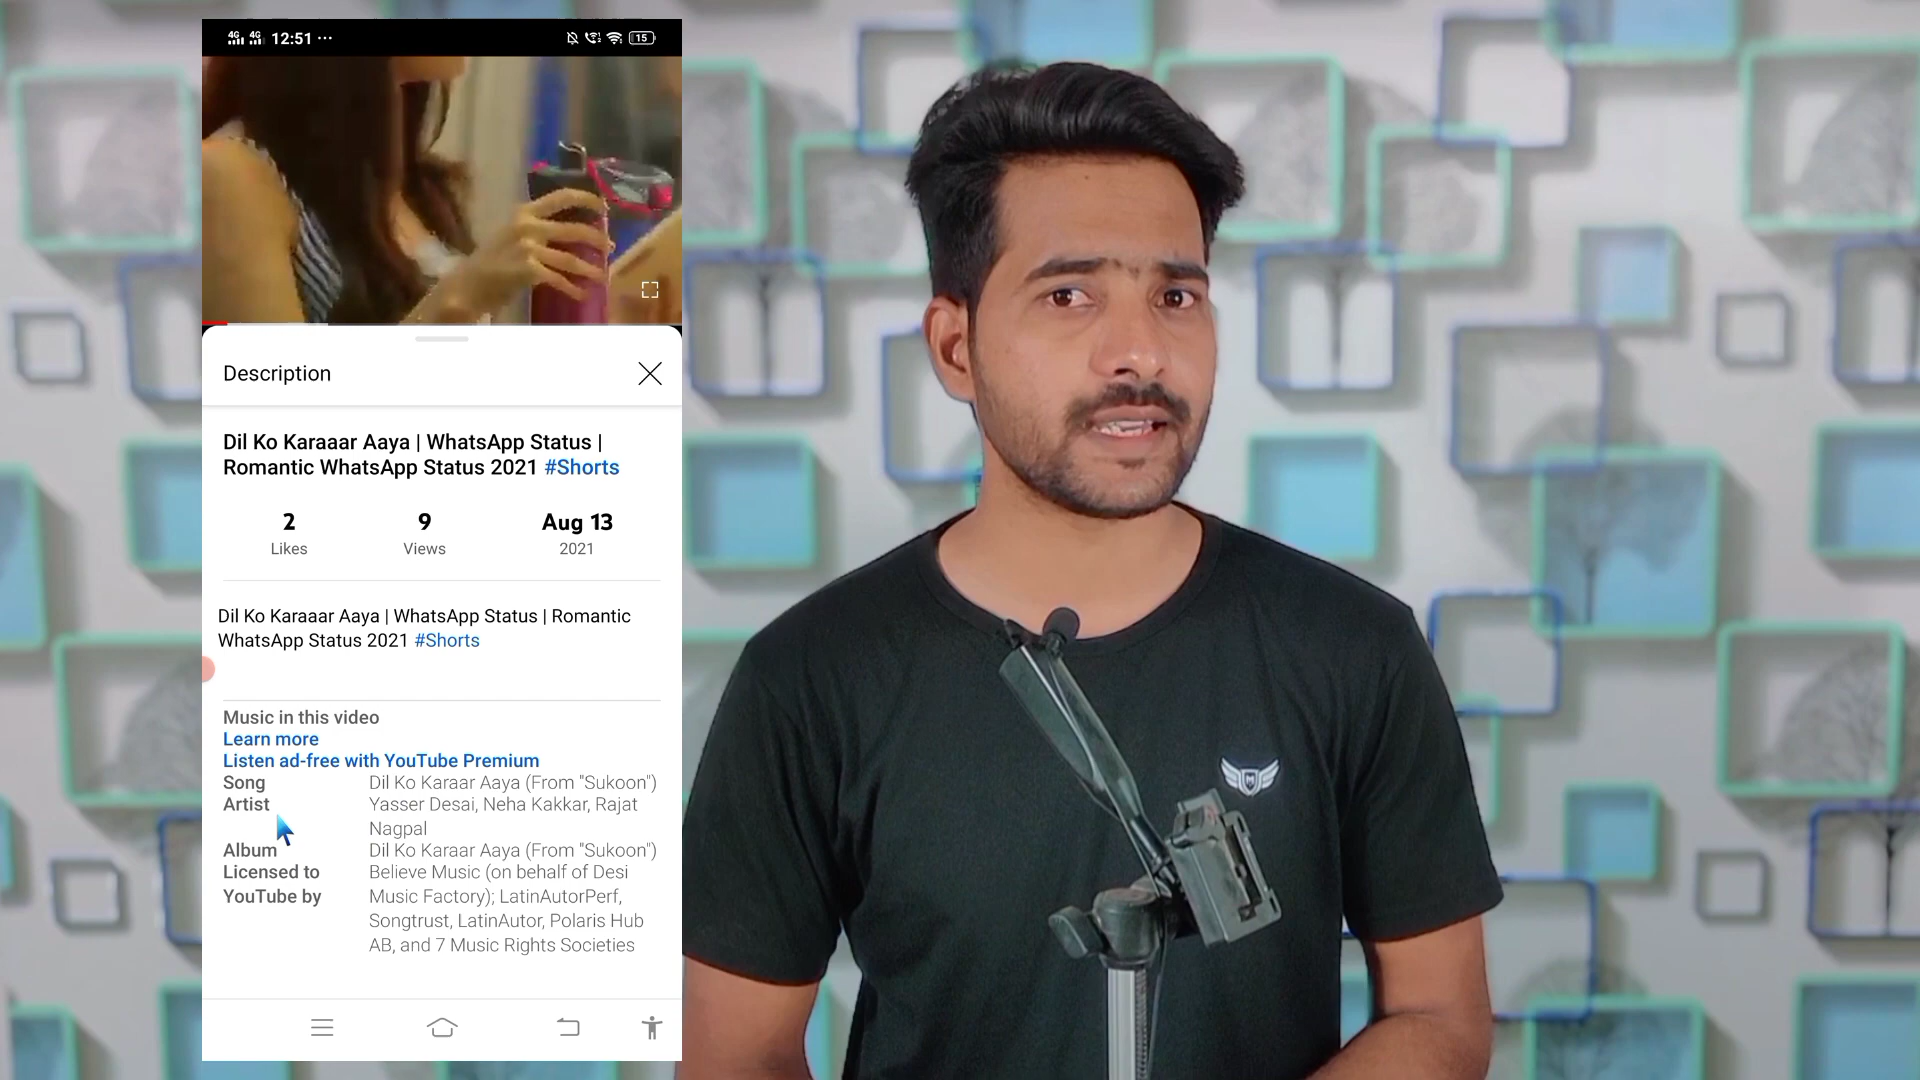 4G 4G 12:51 ··· 15
Description
Dil Ko Karaaar Aaya | WhatsApp Status |
Romantic WhatsApp Status 2021 #Shorts
2 9 Aug 13
Likes Views 2021
Dil Ko Karaaar Aaya | WhatsApp Status | Romantic
WhatsApp Status 2021 #Shorts
Music in this video
Learn more
Listen ad-free with YouTube Premium
Song Dil Ko Karaar Aaya (From "Sukoon")
Artist Yasser Desai, Neha Kakkar, Rajat
Nagpal
Album Dil Ko Karaar Aaya (From "Sukoon")
Licensed to Believe Music (on behalf of Desi
YouTube by Music Factory); LatinAutorPerf,
Songtrust, LatinAutor, Polaris Hub
AB, and 7 Music Rights Societies
M